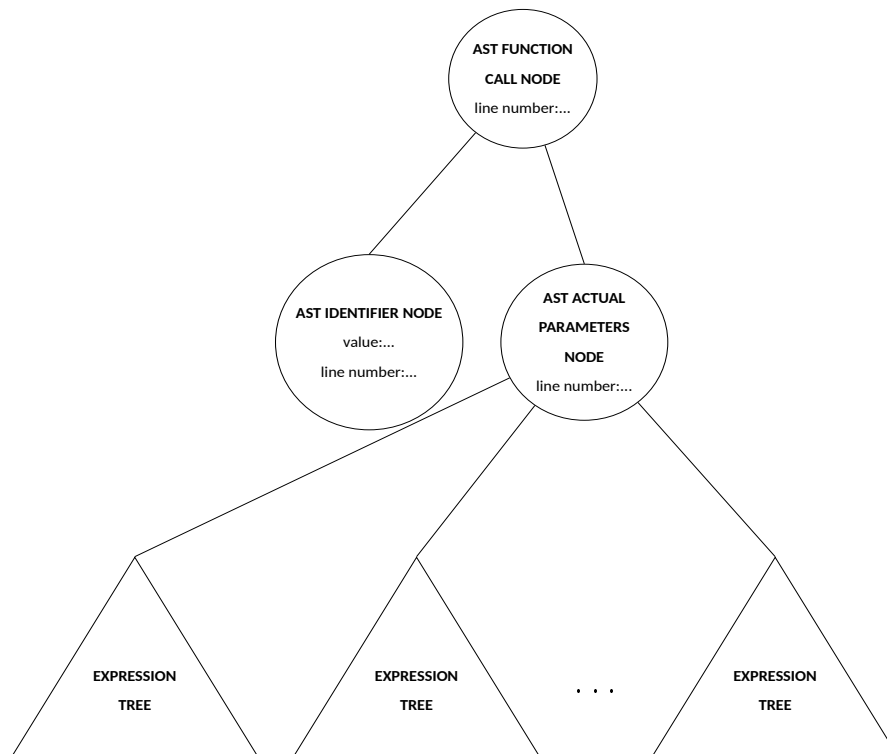 AST FUNCTION
CALL NODE
line number:...
AST IDENTIFIER NODE
value:...
line number:...
AST ACTUAL
PARAMETERS
NODE
line number:...
EXPRESSION
TREE
EXPRESSION
TREE
. . .
EXPRESSION
TREE